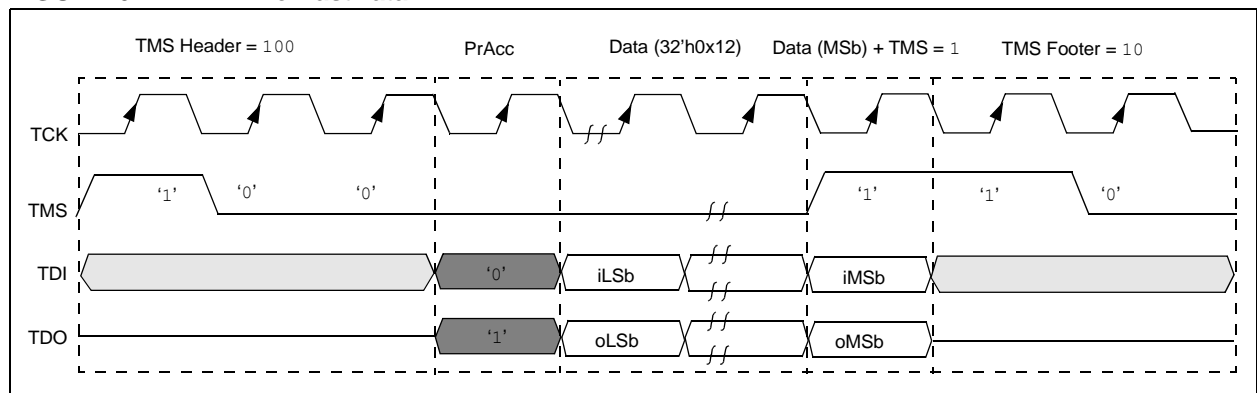 TMS Header = 100 PrAcc Data (32'h0x12) Data (MSb) + TMS = 1 TMS Footer = 10
TCK
TMS ‘1’ ‘0’ ‘0’ ‘1’ ‘1’ ‘0’
TDI ‘0’ iLSb iMSb
TDO ‘1’ oLSb oMSb